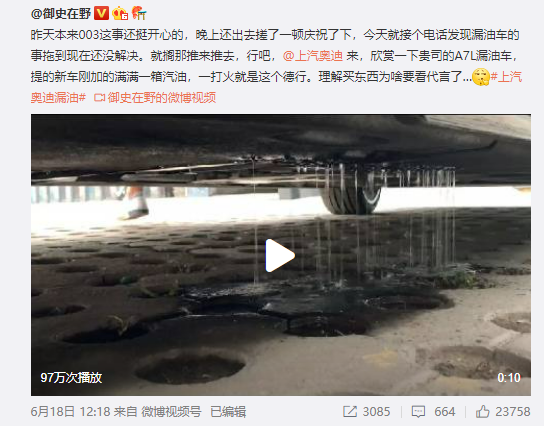 @御史在野
昨天本来003这事还挺开心的，晚上还出去搓了一顿庆祝了下，今天就接个电话发现漏油车的
事拖到现在还没解决。就搁那推来推去，行吧，@上汽奥迪 来，欣赏一下贵司的A7L漏油车，
提的新车刚加的满满一箱汽油，一打火就是这个德行。理解买东西为啥要看代言了...#上汽
奥迪漏油# 御史在野的微博视频
97万次播放
0:10
6月18日 12:18 来自 微博视频号 已编辑
3085
664
23758